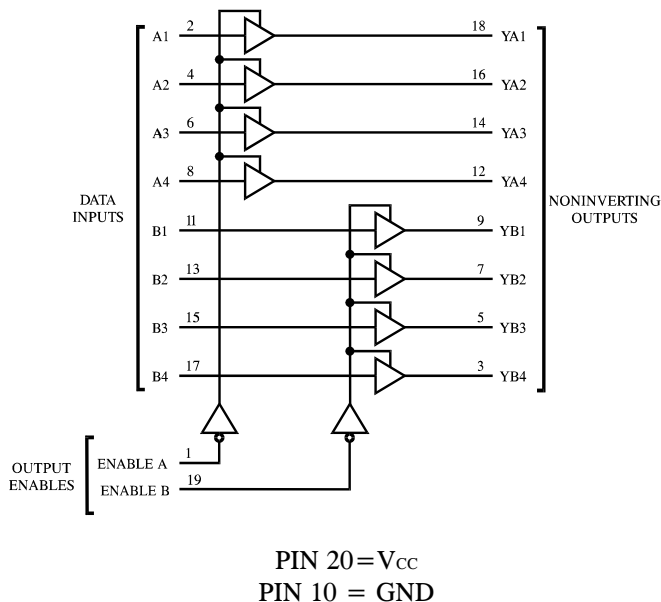 A1 2 18 YA1
A2 4 16 YA2
A3 6 14 YA3
A4 8 12 YA4
DATA
INPUTS
NONINVERTING
OUTPUTS
B1 11 9 YB1
B2 13 7 YB2
B3 15 5 YB3
B4 17 3 YB4
OUTPUT
ENABLES
ENABLE A 1
ENABLE B 19
PIN 20=VCC
PIN 10 = GND